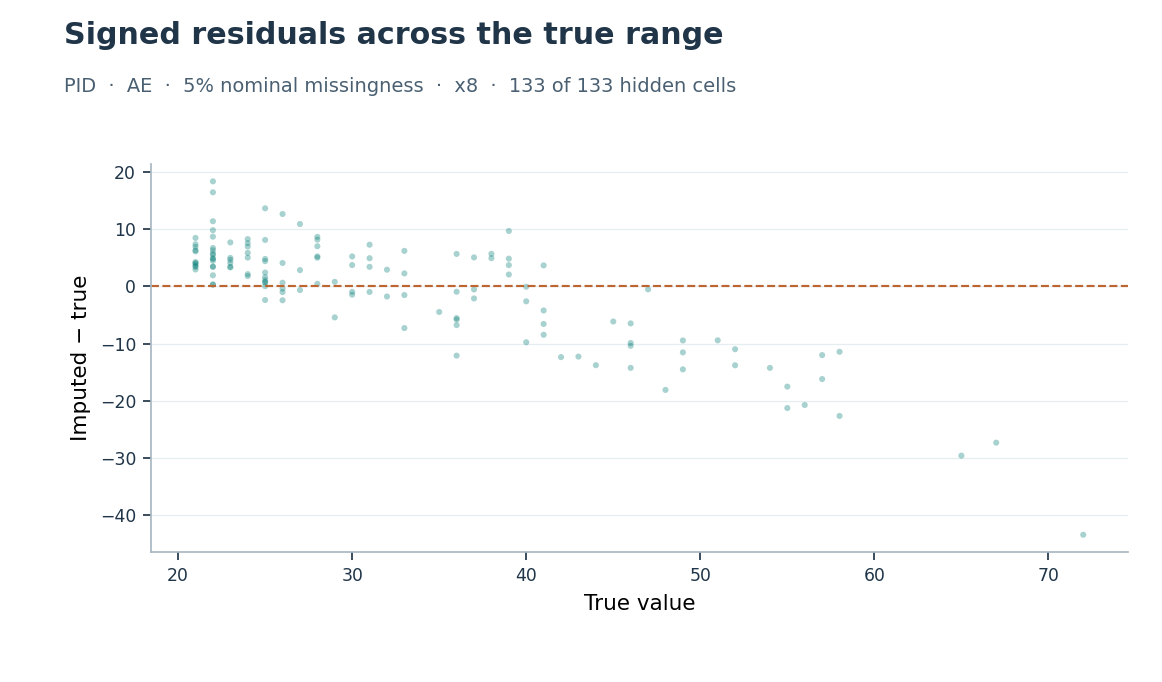 Signed residuals across the true range
PID · AE · 5% nominal missingness · x8 · 133 of 133 hidden cells
20
10
0
−10
−20
−30
−40
Imputed − true
20 30 40 50 60 70
True value